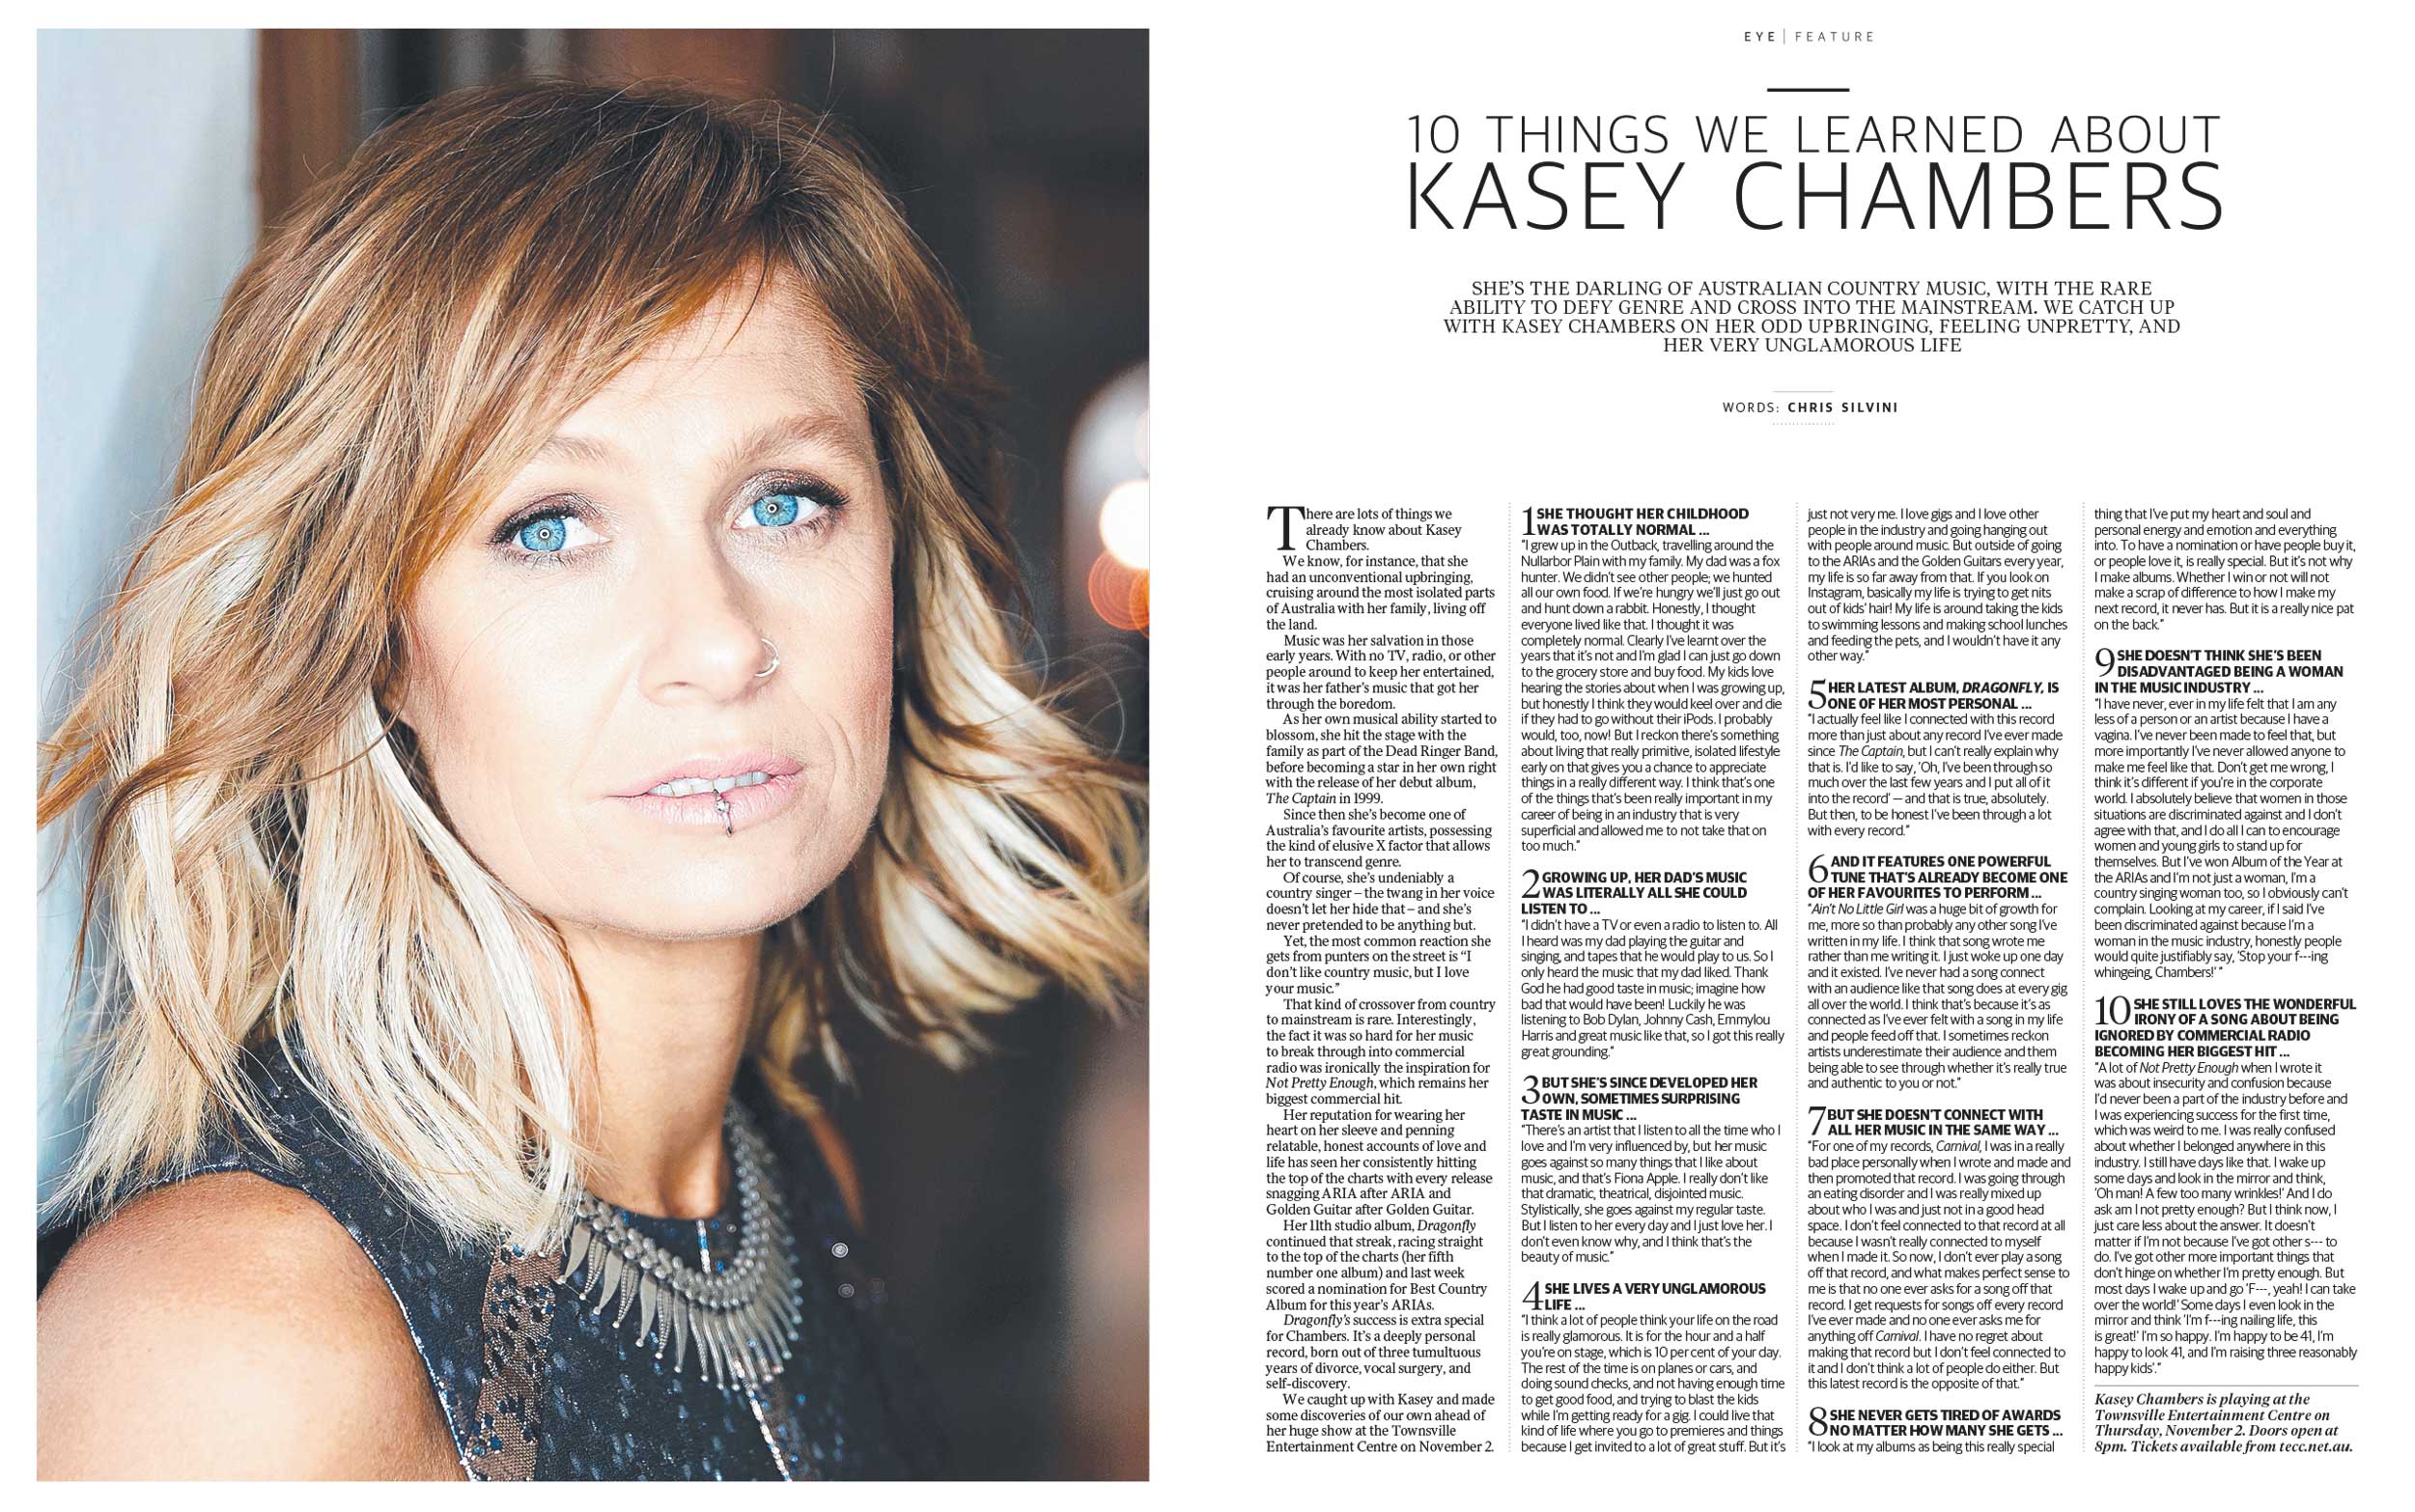 EYE | FEATURE
10 THINGS WE LEARNED ABOUT
KASEY CHAMBERS
SHE'S THE DARLING OF AUSTRALIAN COUNTRY MUSIC, WITH THE RARE
ABILITY TO DEFY GENRE AND CROSS INTO THE MAINSTREAM. WE CATCH UP
WITH KASEY CHAMBERS ON HER ODD UPBRINGING, FEELING UNPRETTY, AND
HER VERY UNGLAMOROUS LIFE
WORDS: CHRIS SILVINI
There are lots of things we
already know about Kasey
Chambers.
We know, for instance, that she
had an unconventional upbringing,
cruising around the most isolated parts
of Australia with her family, living off
the land.
Music was her salvation in those
early years. With no TV, radio, or other
people around to keep her entertained,
it was her father's music that got her
through the boredom.
As her own musical ability started to
blossom, she hit the stage with the
family as part of the Dead Ringer Band,
before becoming a star in her own right
with the release of her debut album,
The Captain in 1999.
Since then she's become one of
Australia's favourite artists, possessing
the kind of elusive X factor that allows
her to transcend genre.
Of course, she's undeniably a
country singer – the twang in her voice
doesn't let her hide that – and she's
never pretended to be anything but.
Yet, the most common reaction she
gets from punters on the street is "I
don't like country music, but I love
your music."
That kind of crossover from country
to mainstream is rare. Interestingly,
the fact it was so hard for her music
to break through into commercial
radio was ironically the inspiration for
Not Pretty Enough, which remains her
biggest commercial hit.
Her reputation for wearing her
heart on her sleeve and penning
relatable, honest accounts of love and
life has seen her consistently hitting
the top of the charts with every release
snagging ARIA after ARIA and
Golden Guitar after Golden Guitar.
Her 11th studio album, Dragonfly
continued that streak, racing straight
to the top of the charts (her fifth
number one album) and last week
scored a nomination for Best Country
Album for this year's ARIAs.
Dragonfly's success is extra special
for Chambers. It's a deeply personal
record, born out of three tumultuous
years of divorce, vocal surgery, and
self-discovery.
We caught up with Kasey and made
some discoveries of our own ahead of
her huge show at the Townsville
Entertainment Centre on November 2.
1 SHE THOUGHT HER CHILDHOOD
WAS TOTALLY NORMAL ...
"I grew up in the Outback, travelling around the
Nullarbor Plain with my family. My dad was a fox
hunter. We didn't see other people; we hunted
all our own food. If we're hungry we'll just go out
and hunt down a rabbit. Honestly, I thought
everyone lived like that. I thought it was
completely normal. Clearly I've learnt over the
years that it's not and I'm glad I can just go down
to the grocery store and buy food. My kids love
hearing the stories about when I was growing up,
but honestly I think they would keel over and die
if they had to go without their iPods. I probably
would, too, now! But I reckon there's something
about living that really primitive, isolated lifestyle
early on that gives you a chance to appreciate
things in a really different way. I think that's one
of the things that's been really important in my
career of being in an industry that is very
superficial and allowed me to not take that on
too much."
2 GROWING UP, HER DAD'S MUSIC
WAS LITERALLY ALL SHE COULD
LISTEN TO ...
"I didn't have a TV or even a radio to listen to. All
I heard was my dad playing the guitar and
singing, and tapes that he would play to us. So I
only heard the music that my dad liked. Thank
God he had good taste in music; imagine how
bad that would have been! Luckily he was
listening to Bob Dylan, Johnny Cash, Emmylou
Harris and great music like that, so I got this really
great grounding."
3 BUT SHE'S SINCE DEVELOPED HER
OWN, SOMETIMES SURPRISING
TASTE IN MUSIC ...
"There's an artist that I listen to all the time who I
love and I'm very influenced by, but her music
goes against so many things that I like about
music, and that's Fiona Apple. I really don't like
that dramatic, theatrical, disjointed music.
Stylistically, she goes against my regular taste.
But I listen to her every day and I just love her. I
don't even know why, and I think that's the
beauty of music."
4 SHE LIVES A VERY UNGLAMOROUS
LIFE ...
"I think a lot of people think your life on the road
is really glamorous. It is for the hour and a half
you're on stage, which is 10 per cent of your day.
The rest of the time is on planes or cars, and
doing sound checks, and not having enough time
to get good food, and trying to blast the kids
while I'm getting ready for a gig. I could live that
kind of life where you go to premieres and things
because I get invited to a lot of great stuff. But it's
just not very me. I love gigs and I love other
people in the industry and going hanging out
with people around music. But outside of going
to the ARIAs and the Golden Guitars every year,
my life is so far away from that. If you look on
Instagram, basically my life is trying to get nits
out of kids' hair! My life is around taking the kids
to swimming lessons and making school lunches
and feeding the pets, and I wouldn't have it any
other way."
5 HER LATEST ALBUM, DRAGONFLY, IS
ONE OF HER MOST PERSONAL ...
"I actually feel like I connected with this record
more than just about any record I've ever made
since The Captain, but I can't really explain why
that is. I'd like to say, 'Oh, I've been through so
much over the last few years and I put all of it
into the record' — and that is true, absolutely.
But then, to be honest I've been through a lot
with every record."
6 AND IT FEATURES ONE POWERFUL
TUNE THAT'S ALREADY BECOME ONE
OF HER FAVOURITES TO PERFORM ...
"Ain't No Little Girl was a huge bit of growth for
me, more so than probably any other song I've
written in my life. I think that song wrote me
rather than me writing it. I just woke up one day
and it existed. I've never had a song connect
with an audience like that song does at every gig
all over the world. I think that's because it's as
connected as I've ever felt with a song in my life
and people feed off that. I sometimes reckon
artists underestimate their audience and them
being able to see through whether it's really true
and authentic to you or not."
7 BUT SHE DOESN'T CONNECT WITH
ALL HER MUSIC IN THE SAME WAY ...
"For one of my records, Carnival, I was in a really
bad place personally when I wrote and made and
then promoted that record. I was going through
an eating disorder and I was really mixed up
about who I was and just not in a good head
space. I don't feel connected to that record at all
because I wasn't really connected to myself
when I made it. So now, I don't ever play a song
off that record, and what makes perfect sense to
me is that no one ever asks for a song off that
record. I get requests for songs off every record
I've ever made and no one ever asks me for
anything off Carnival. I have no regret about
making that record but I don't feel connected to
it and I don't think a lot of people do either. But
this latest record is the opposite of that."
8 SHE NEVER GETS TIRED OF AWARDS
NO MATTER HOW MANY SHE GETS ...
"I look at my albums as being this really special
thing that I've put my heart and soul and
personal energy and emotion and everything
into. To have a nomination or have people buy it,
or people love it, is really special. But it's not why
I make albums. Whether I win or not will not
make a scrap of difference to how I make my
next record, it never has. But it is a really nice pat
on the back."
9 SHE DOESN'T THINK SHE'S BEEN
DISADVANTAGED BEING A WOMAN
IN THE MUSIC INDUSTRY ...
"I have never, ever in my life felt that I am any
less of a person or an artist because I have a
vagina. I've never been made to feel that, but
more importantly I've never allowed anyone to
make me feel like that. Don't get me wrong, I
think it's different if you're in the corporate
world. I absolutely believe that women in those
situations are discriminated against and I don't
agree with that, and I do all I can to encourage
women and young girls to stand up for
themselves. But I've won Album of the Year at
the ARIAs and I'm not just a woman, I'm a
country singing woman too, so I obviously can't
complain. Looking at my career, if I said I've
been discriminated against because I'm a
woman in the music industry, honestly people
would quite justifiably say, 'Stop your f---ing
whingeing, Chambers!' "
10 SHE STILL LOVES THE WONDERFUL
IRONY OF A SONG ABOUT BEING
IGNORED BY COMMERCIAL RADIO
BECOMING HER BIGGEST HIT ...
"A lot of Not Pretty Enough when I wrote it
was about insecurity and confusion because
I'd never been a part of the industry before and
I was experiencing success for the first time,
which was weird to me. I was really confused
about whether I belonged anywhere in this
industry. I still have days like that. I wake up
some days and look in the mirror and think,
'Oh man! A few too many wrinkles!' And I do
ask am I not pretty enough? But I think now, I
just care less about the answer. It doesn't
matter if I'm not because I've got other s--- to
do. I've got other more important things that
don't hinge on whether I'm pretty enough. But
most days I wake up and go 'F---, yeah! I can take
over the world!' Some days I even look in the
mirror and think 'I'm f---ing nailing life, this
is great!' I'm so happy. I'm happy to be 41, I'm
happy to look 41, and I'm raising three reasonably
happy kids'."
Kasey Chambers is playing at the
Townsville Entertainment Centre on
Thursday, November 2. Doors open at
8pm. Tickets available from tecc.net.au.